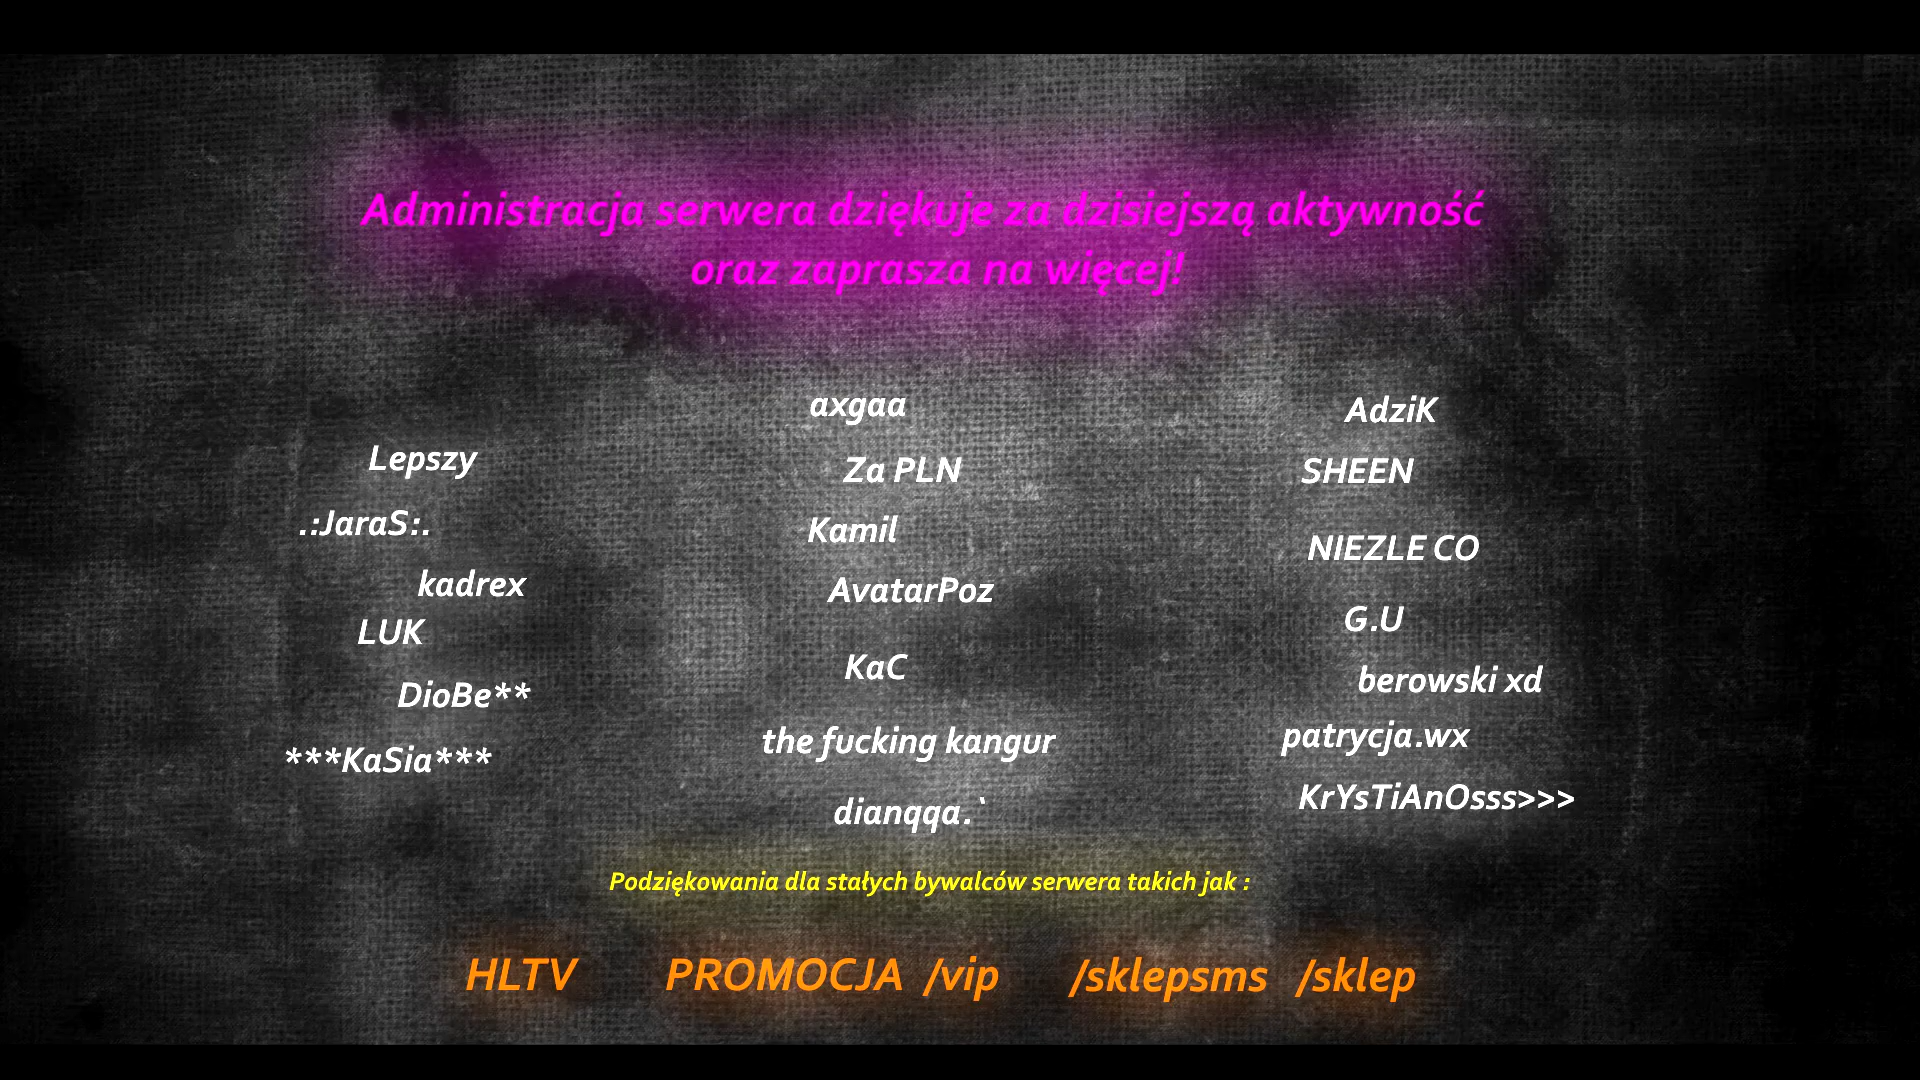 Administracja serwera dziękuje za dzisiejszą aktywność
oraz zaprasza na więcej!
Lepszy
.:JaraS:.
kadrex
LUK
DioBe**
***KaSia***
axgaa
Za PLN
Kamil
AvatarPoz
KaC
the fucking kangur
dianqqa.`
AdziK
SHEEN
NIEZLE CO
G.U
berowski xd
patrycja.wx
KrYsTiAnOsss>>>
Podziękowania dla stałych bywalców serwera takich jak :
HLTV PROMOCJA /vip /sklepsms /sklep